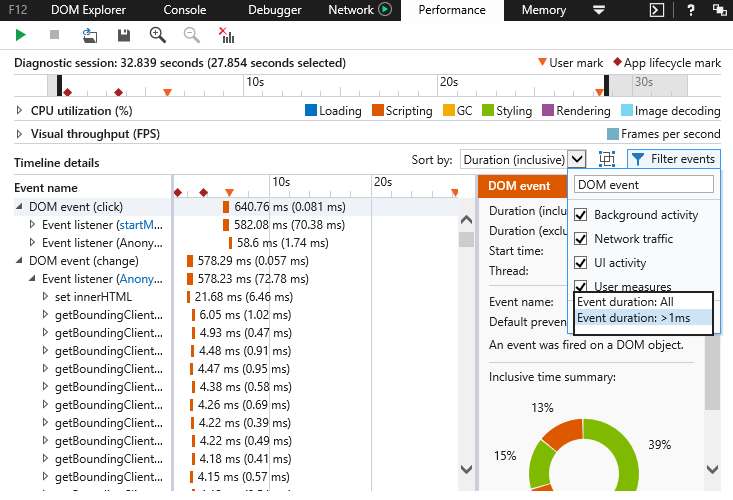 F12 DOM Explorer Console Debugger Network Performance Memory ?
Diagnostic session: 32.839 seconds (27.854 seconds selected) User mark App lifecycle mark
10s 20s 30s
CPU utilization (%) Loading Scripting GC Styling Rendering Image decoding
Visual throughput (FPS) Frames per second
Timeline details Sort by: Duration (inclusive) Filter events
Event name 10s 20s DOM event DOM event
DOM event (click) 640.76 ms (0.081 ms) Duration (inclu Background activity
Event listener (startM... 582.08 ms (70.38 ms) Duration (exclu Network traffic
Event listener (Anony... 58.6 ms (1.74 ms) Start time:
DOM event (change) 578.29 ms (0.057 ms) Thread: UI activity
Event listener (Anony... 578.23 ms (72.78 ms) User measures
set innerHTML 21.68 ms (6.46 ms) Event name: Event duration: All
getBoundingClien... 6.05 ms (1.02 ms) Default preven Event duration: >1ms
getBoundingClien... 4.93 ms (0.47 ms)
getBoundingClien... 4.48 ms (0.91 ms) An event was fired on a DOM object.
getBoundingClien... 4.47 ms (0.95 ms)
getBoundingClien... 4.38 ms (0.58 ms) Inclusive time summary:
getBoundingClien... 4.26 ms (0.69 ms) 13%
getBoundingClien... 4.22 ms (0.39 ms)
getBoundingClien... 4.22 ms (0.49 ms) 39%
getBoundingClien... 4.18 ms (0.41 ms) 15%
getBoundingClien... 4.15 ms (0.57 ms)